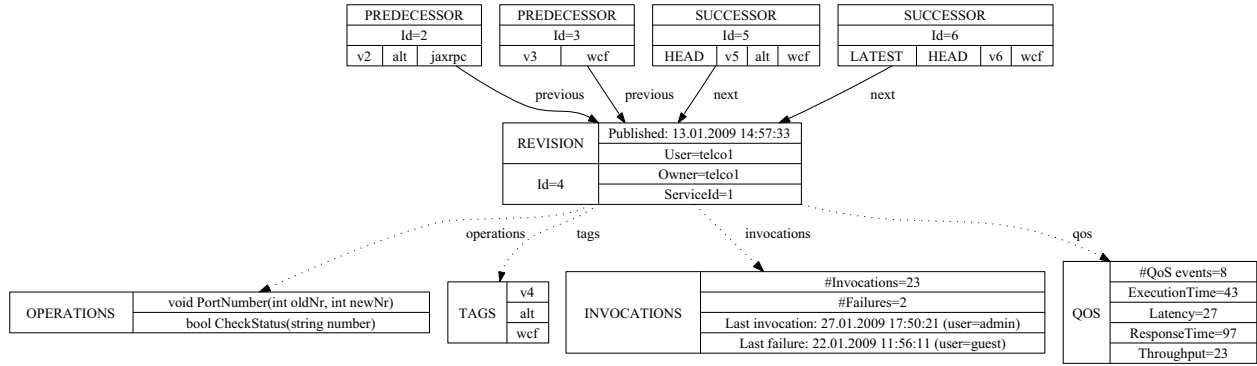 PREDECESSOR
Id=2
v2 alt jaxrpc
PREDECESSOR
Id=3
v3 wcf
SUCCESSOR
Id=5
HEAD v5 alt wcf
SUCCESSOR
Id=6
LATEST HEAD v6 wcf
previous
previous
next
next
REVISION
Id=4
Published: 13.01.2009 14:57:33
User=telco1
Owner=telco1
ServiceId=1
operations
tags
invocations
qos
OPERATIONS
void PortNumber(int oldNr, int newNr)
bool CheckStatus(string number)
TAGS
v4
alt
wcf
INVOCATIONS
#Invocations=23
#Failures=2
Last invocation: 27.01.2009 17:50:21 (user=admin)
Last failure: 22.01.2009 11:56:11 (user=guest)
QOS
#QoS events=8
ExecutionTime=43
Latency=27
ResponseTime=97
Throughput=23